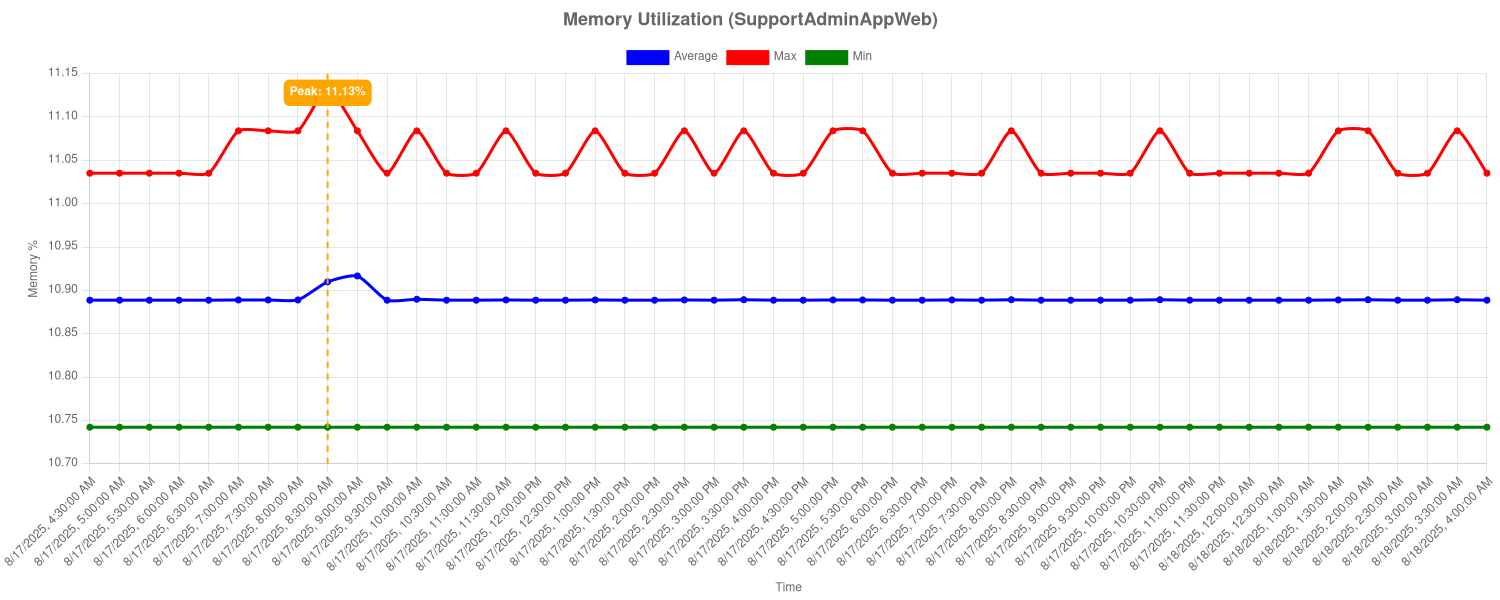 Memory Utilization (SupportAdminAppWeb)
Average Max Min
Peak: 11.13%
Memory %
11.15
11.10
11.05
11.00
10.95
10.90
10.85
10.80
10.75
10.70
8/17/2025, 4:30:00 AM
8/17/2025, 5:00:00 AM
8/17/2025, 5:30:00 AM
8/17/2025, 6:00:00 AM
8/17/2025, 6:30:00 AM
8/17/2025, 7:00:00 AM
8/17/2025, 7:30:00 AM
8/17/2025, 8:00:00 AM
8/17/2025, 8:30:00 AM
8/17/2025, 9:00:00 AM
8/17/2025, 9:30:00 AM
8/17/2025, 10:00:00 AM
8/17/2025, 10:30:00 AM
8/17/2025, 11:00:00 AM
8/17/2025, 11:30:00 AM
8/17/2025, 12:00:00 PM
8/17/2025, 12:30:00 PM
8/17/2025, 1:00:00 PM
8/17/2025, 1:30:00 PM
8/17/2025, 2:00:00 PM
8/17/2025, 2:30:00 PM
8/17/2025, 3:00:00 PM
8/17/2025, 3:30:00 PM
8/17/2025, 4:00:00 PM
8/17/2025, 4:30:00 PM
8/17/2025, 5:00:00 PM
8/17/2025, 5:30:00 PM
8/17/2025, 6:00:00 PM
8/17/2025, 6:30:00 PM
8/17/2025, 7:00:00 PM
8/17/2025, 7:30:00 PM
8/17/2025, 8:00:00 PM
8/17/2025, 8:30:00 PM
8/17/2025, 9:00:00 PM
8/17/2025, 9:30:00 PM
8/17/2025, 10:00:00 PM
8/17/2025, 10:30:00 PM
8/17/2025, 11:00:00 PM
8/17/2025, 11:30:00 PM
8/18/2025, 12:00:00 AM
8/18/2025, 12:30:00 AM
8/18/2025, 1:00:00 AM
8/18/2025, 1:30:00 AM
8/18/2025, 2:00:00 AM
8/18/2025, 2:30:00 AM
8/18/2025, 3:00:00 AM
8/18/2025, 3:30:00 AM
8/18/2025, 4:00:00 AM
Time